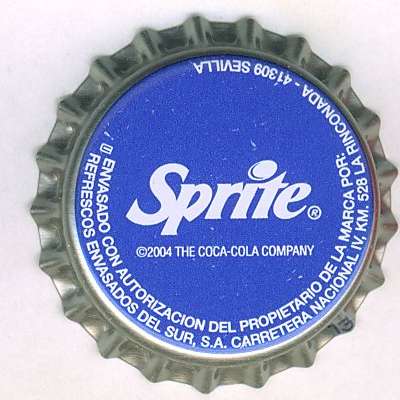 Sprite®
©2004 THE COCA-COLA COMPANY
ENVASADO CON AUTORIZACION DEL PROPIETARIO DE LA MARCA POR:
REFRESCOS ENVASADOS DEL SUR, S.A. CARRETERA NACIONAL IV, KM. 528 LA RINCONADA - 41309 SEVILLA